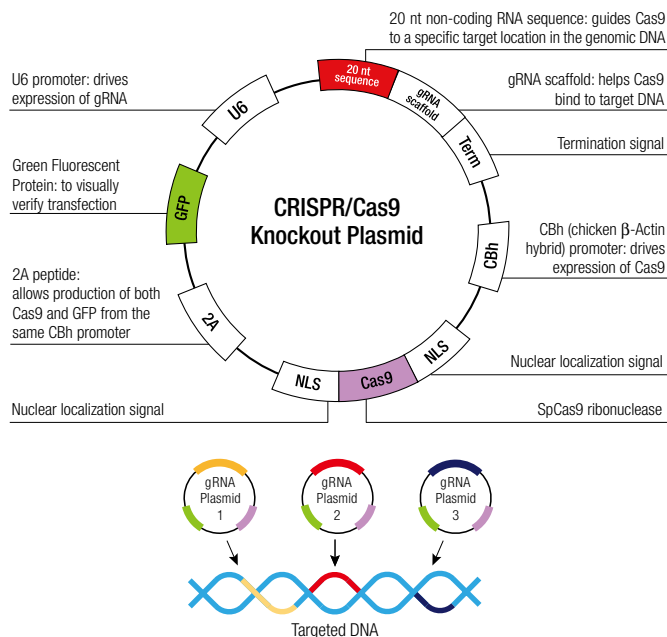 20 nt non-coding RNA sequence: guides Cas9
to a specific target location in the genomic DNA
U6 promoter: drives
expression of gRNA
gRNA scaffold: helps Cas9
bind to target DNA
Termination signal
Green Fluorescent
Protein: to visually
verify transfection
CBh (chicken β-Actin
hybrid) promoter: drives
expression of Cas9
2A peptide:
allows production of both
Cas9 and GFP from the
same CBh promoter
Nuclear localization signal
Nuclear localization signal
SpCas9 ribonuclease
CRISPR/Cas9
Knockout Plasmid
20 nt
sequence
gRNA
scaffold
Term
CBh
NLS
Cas9
NLS
2A
GFP
U6
gRNA
Plasmid
1
gRNA
Plasmid
2
gRNA
Plasmid
3
Targeted DNA